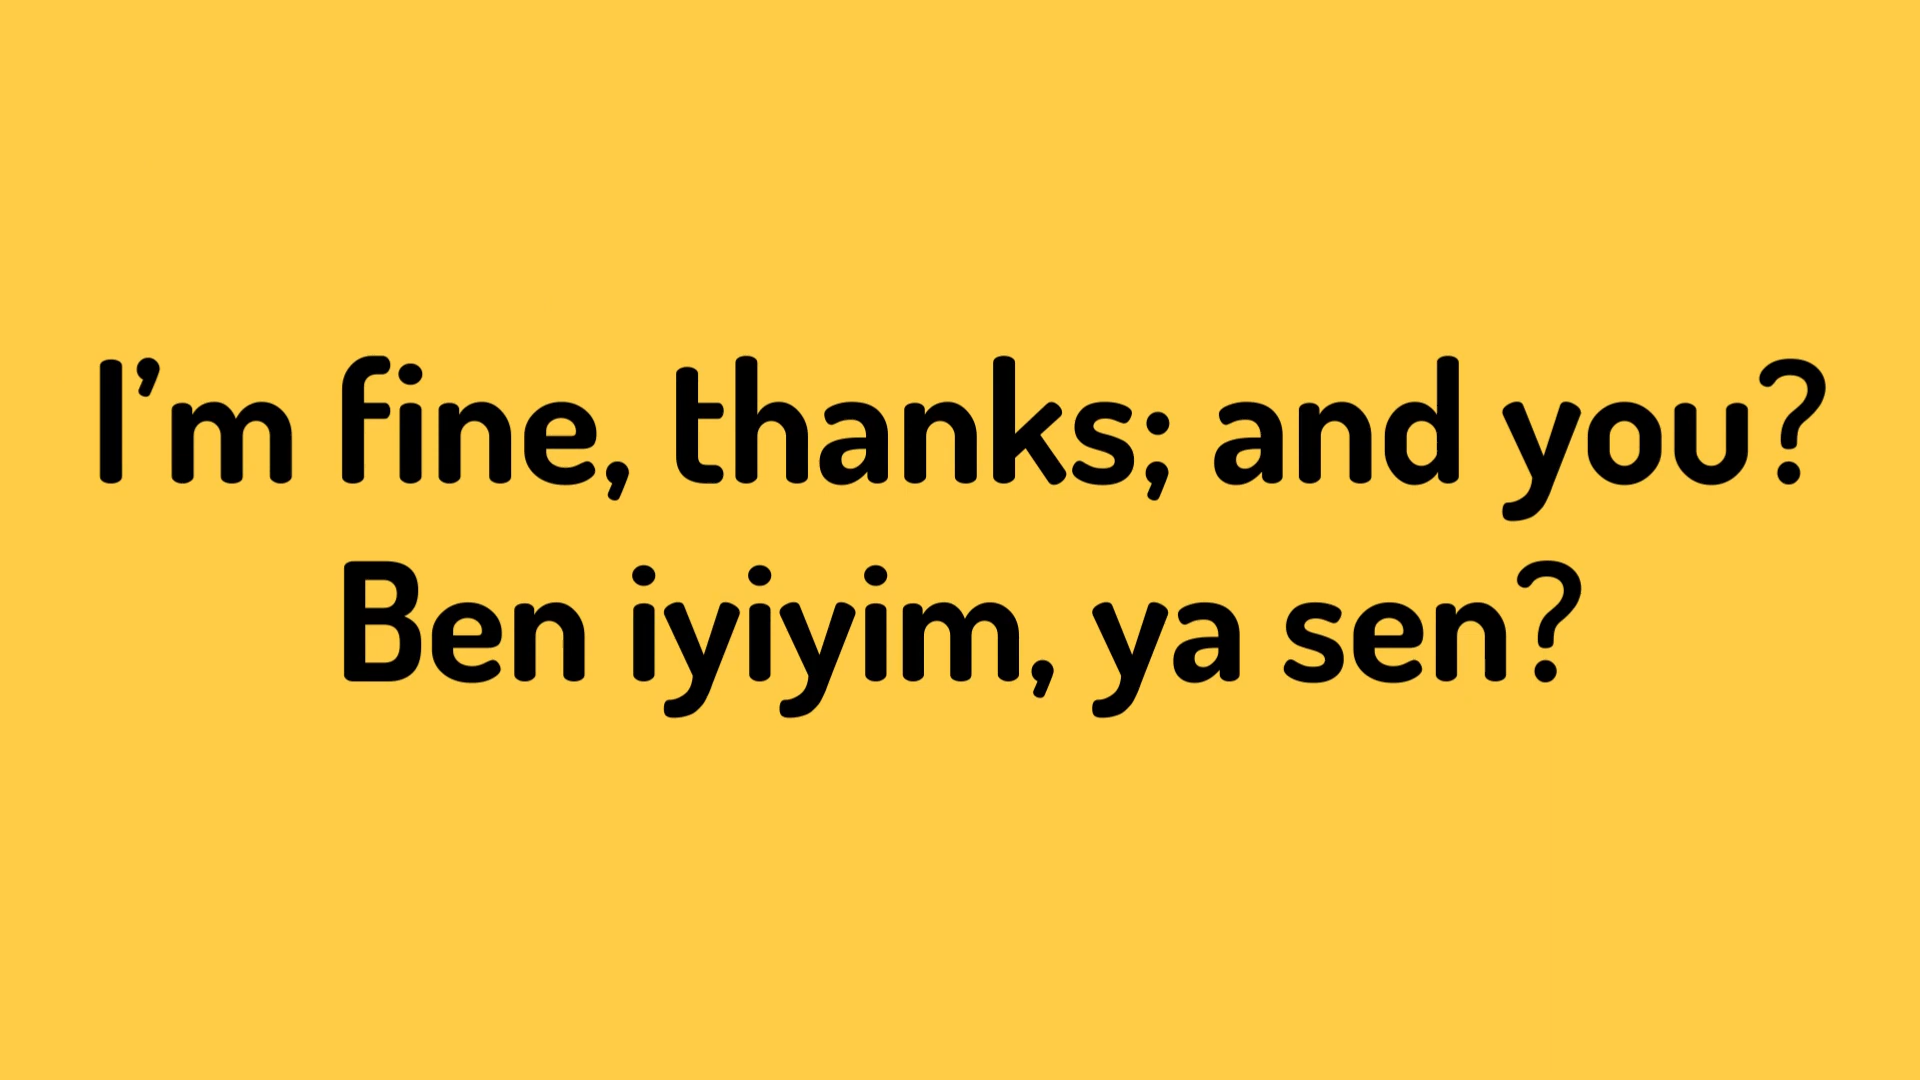 I’m fine, thanks; and you?
Ben iyiyim, ya sen?